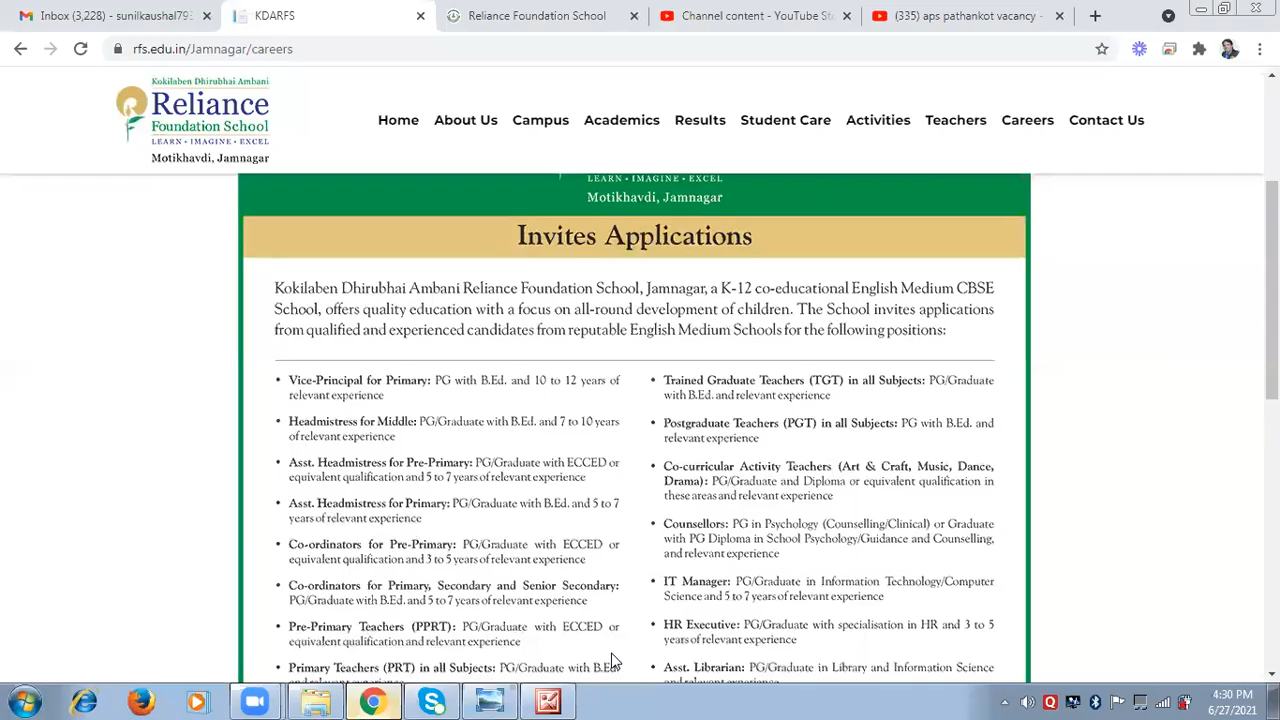 Inbox (3,228) - sunilkaushal793
KDARFS
Reliance Foundation School
Channel content - YouTube St
(335) aps pathankot vacancy -
rfs.edu.in/Jamnagar/careers
Kokilaben Dhirubhai Ambani
Reliance
Foundation School
LEARN • IMAGINE • EXCEL
Motikhavdi, Jamnagar
Home About Us Campus Academics Results Student Care Activities Teachers Careers Contact Us
LEARN • IMAGINE • EXCEL
Motikhavdi, Jamnagar
Invites Applications
Kokilaben Dhirubhai Ambani Reliance Foundation School, Jamnagar, a K-12 co-educational English Medium CBSE
School, offers quality education with a focus on all-round development of children. The School invites applications
from qualified and experienced candidates from reputable English Medium Schools for the following positions:
• Vice-Principal for Primary: PG with B.Ed. and 10 to 12 years of
relevant experience
• Headmistress for Middle: PG/Graduate with B.Ed. and 7 to 10 years
of relevant experience
• Asst. Headmistress for Pre-Primary: PG/Graduate with ECCED or
equivalent qualification and 5 to 7 years of relevant experience
• Asst. Headmistress for Primary: PG/Graduate with B.Ed. and 5 to 7
years of relevant experience
• Co-ordinators for Pre-Primary: PG/Graduate with ECCED or
equivalent qualification and 3 to 5 years of relevant experience
• Co-ordinators for Primary, Secondary and Senior Secondary:
PG/Graduate with B.Ed. and 5 to 7 years of relevant experience
• Pre-Primary Teachers (PPRT): PG/Graduate with ECCED or
equivalent qualification and relevant experience
• Primary Teachers (PRT) in all Subjects: PG/Graduate with B.Ed.
and relevant experience
• Trained Graduate Teachers (TGT) in all Subjects: PG/Graduate
with B.Ed. and relevant experience
• Postgraduate Teachers (PGT) in all Subjects: PG with B.Ed. and
relevant experience
• Co-curricular Activity Teachers (Art & Craft, Music, Dance,
Drama): PG/Graduate and Diploma or equivalent qualification in
these areas and relevant experience
• Counsellors: PG in Psychology (Counselling/Clinical) or Graduate
with PG Diploma in School Psychology/Guidance and Counselling,
and relevant experience
• IT Manager: PG/Graduate in Information Technology/Computer
Science and 5 to 7 years of relevant experience
• HR Executive: PG/Graduate with specialisation in HR and 3 to 5
years of relevant experience
• Asst. Librarian: PG/Graduate in Library and Information Science
and relevant experience
4:30 PM
6/27/2021